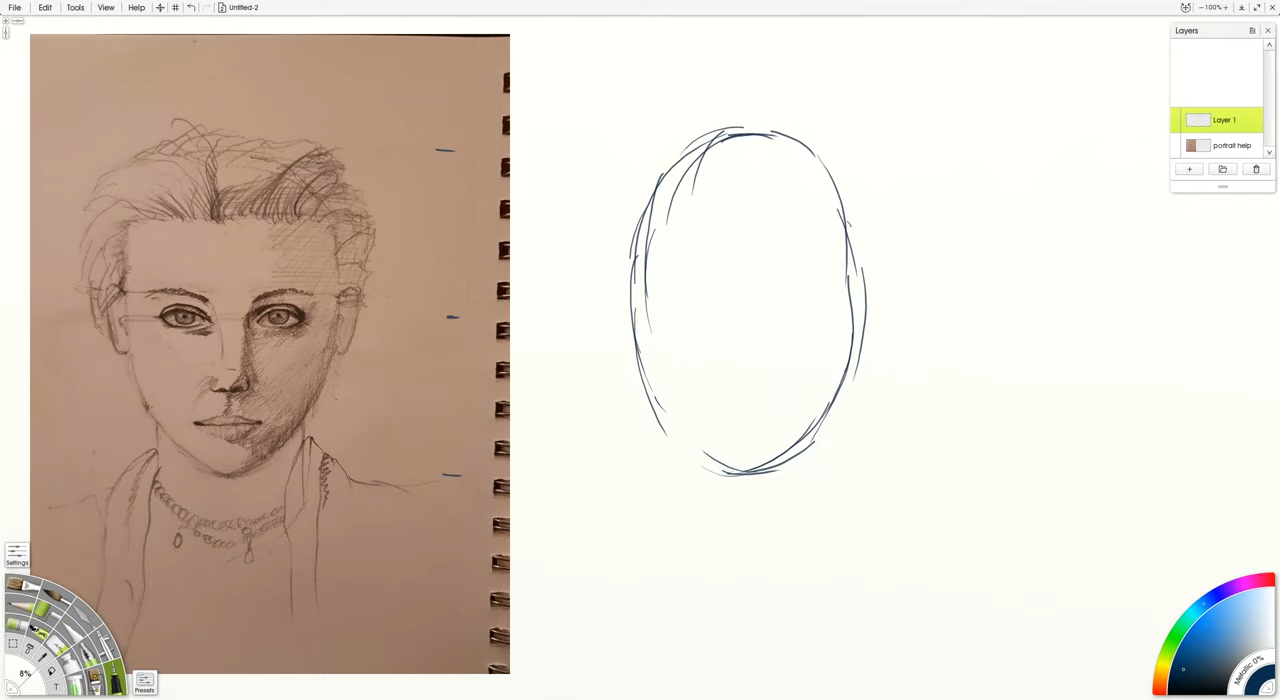 File Edit Tools View Help Untitled-2 −100%+
Layers
Layer 1
portrait help
+
Settings
8%
T
Presets
Metallic 0%